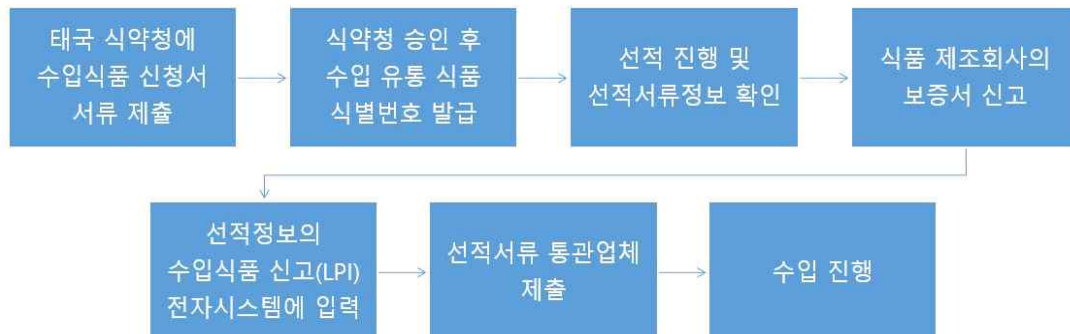 태국 식약청에
수입식품 신청서
서류 제츌
식약청 승인 후
수입 유통 식품
식별번호 발급
선적 진행 및
선적서류정보 확인
식품 제조회사의
보증서 신고
선적정보의
수입식품 신고(LPI)
전자시스템에 입력
선적서류 통관업체
제출
수입 진행